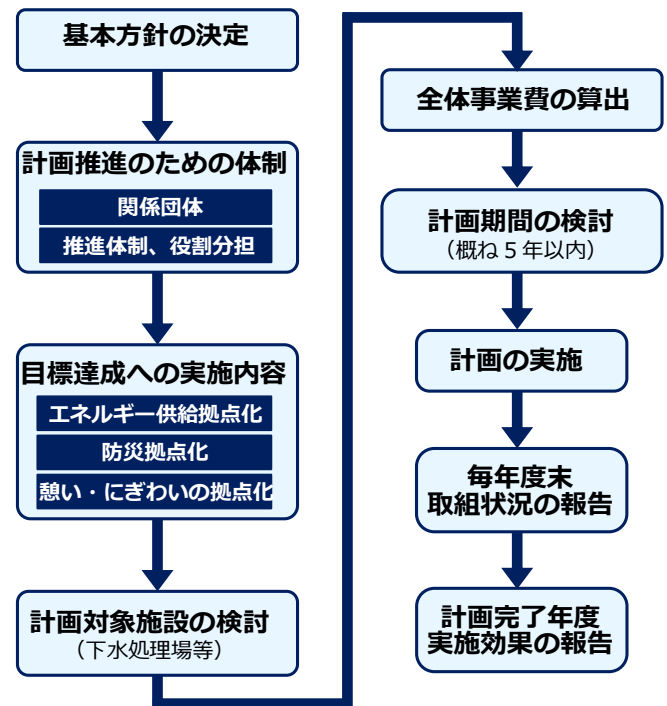 基本方針の決定
計画推進のための体制
関係団体
推進体制、役割分担
目標達成への実施内容
エネルギー供給拠点化
防災拠点化
憩い・にぎわいの拠点化
計画対象施設の検討
（下水処理場等）
全体事業費の算出
計画期間の検討
（概ね５年以内）
計画の実施
毎年度末
取組状況の報告
計画完了年度
実施効果の報告